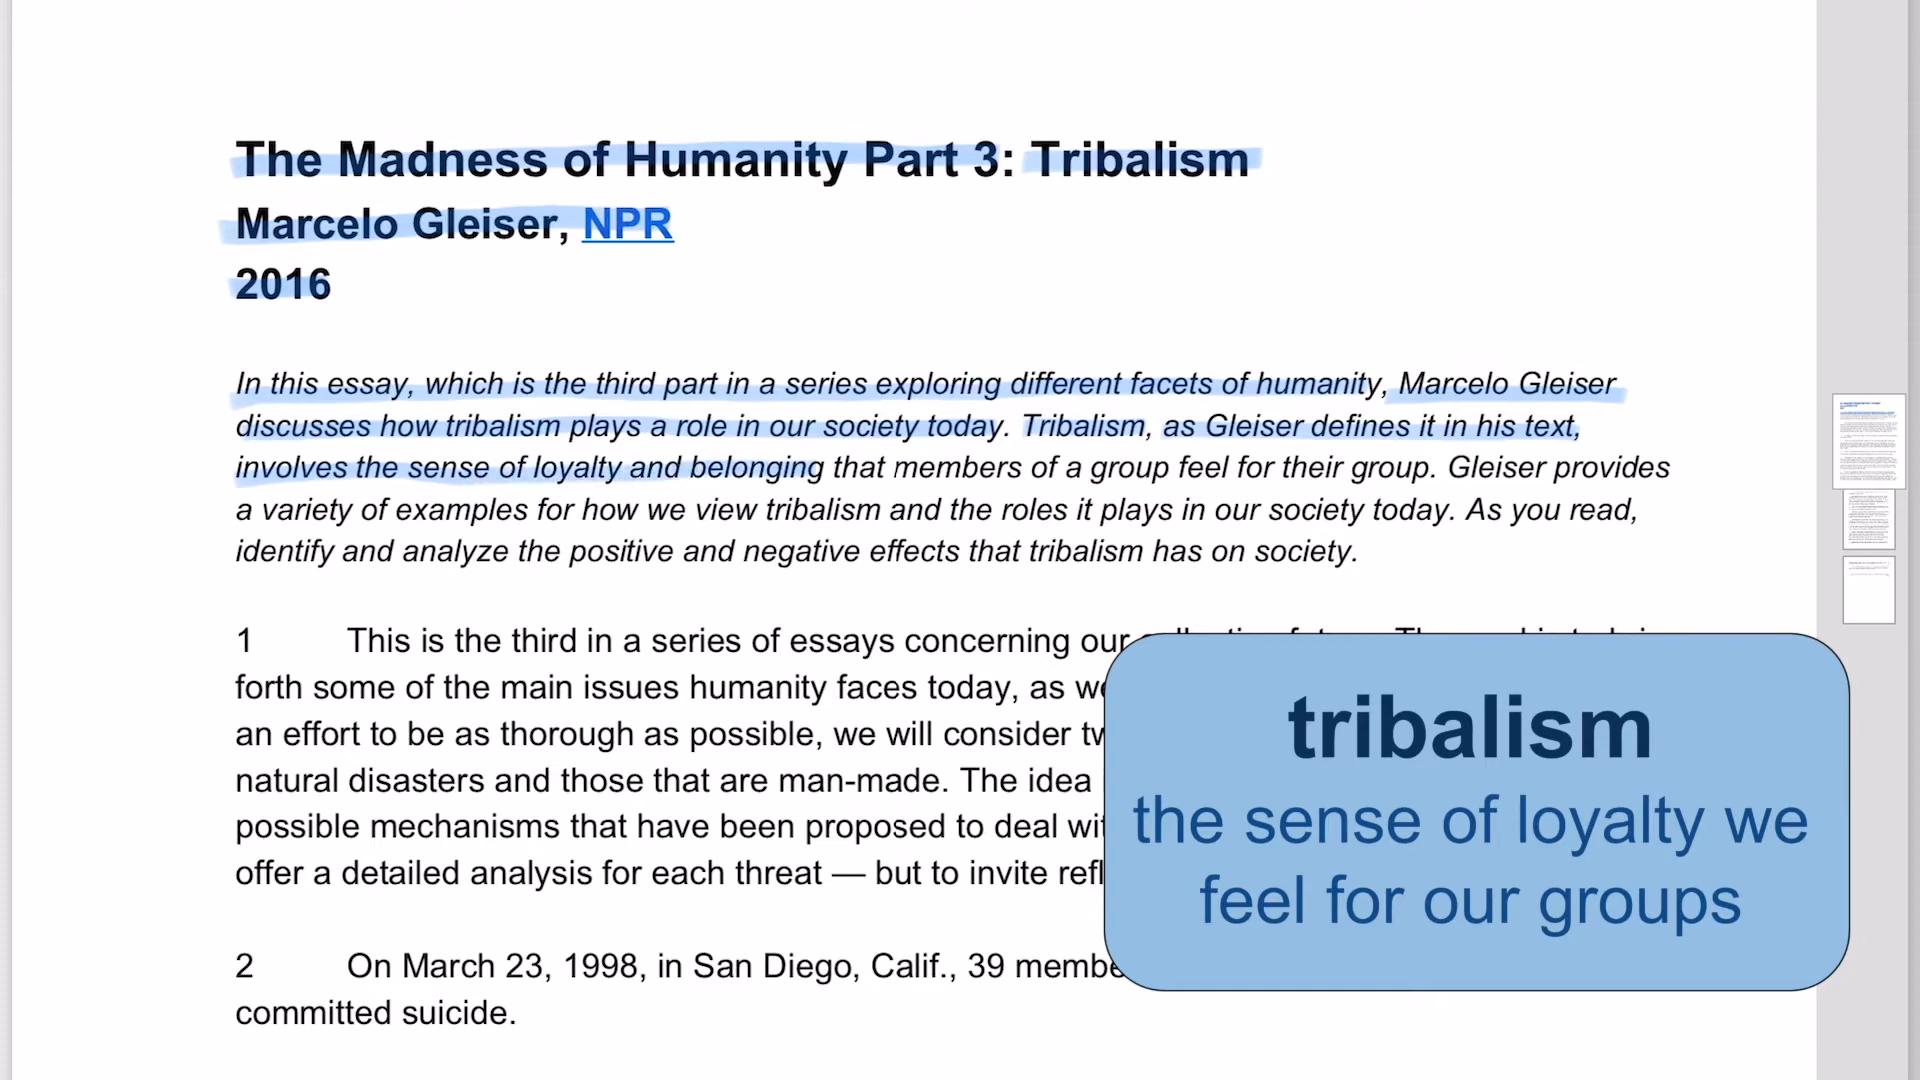 The Madness of Humanity Part 3: Tribalism
Marcelo Gleiser, NPR
2016
In this essay, which is the third part in a series exploring different facets of humanity, Marcelo Gleiser
discusses how tribalism plays a role in our society today. Tribalism, as Gleiser defines it in his text,
involves the sense of loyalty and belonging that members of a group feel for their group. Gleiser provides
a variety of examples for how we view tribalism and the roles it plays in our society today. As you read,
identify and analyze the positive and negative effects that tribalism has on society.
1 This is the third in a series of essays concerning our
forth some of the main issues humanity faces today, as
an effort to be as thorough as possible, we will consider
natural disasters and those that are man-made. The idea
possible mechanisms that have been proposed to deal
offer a detailed analysis for each threat — but to invite
2 On March 23, 1998, in San Diego, Calif., 39
committed suicide.
tribalism
the sense of loyalty we
feel for our groups